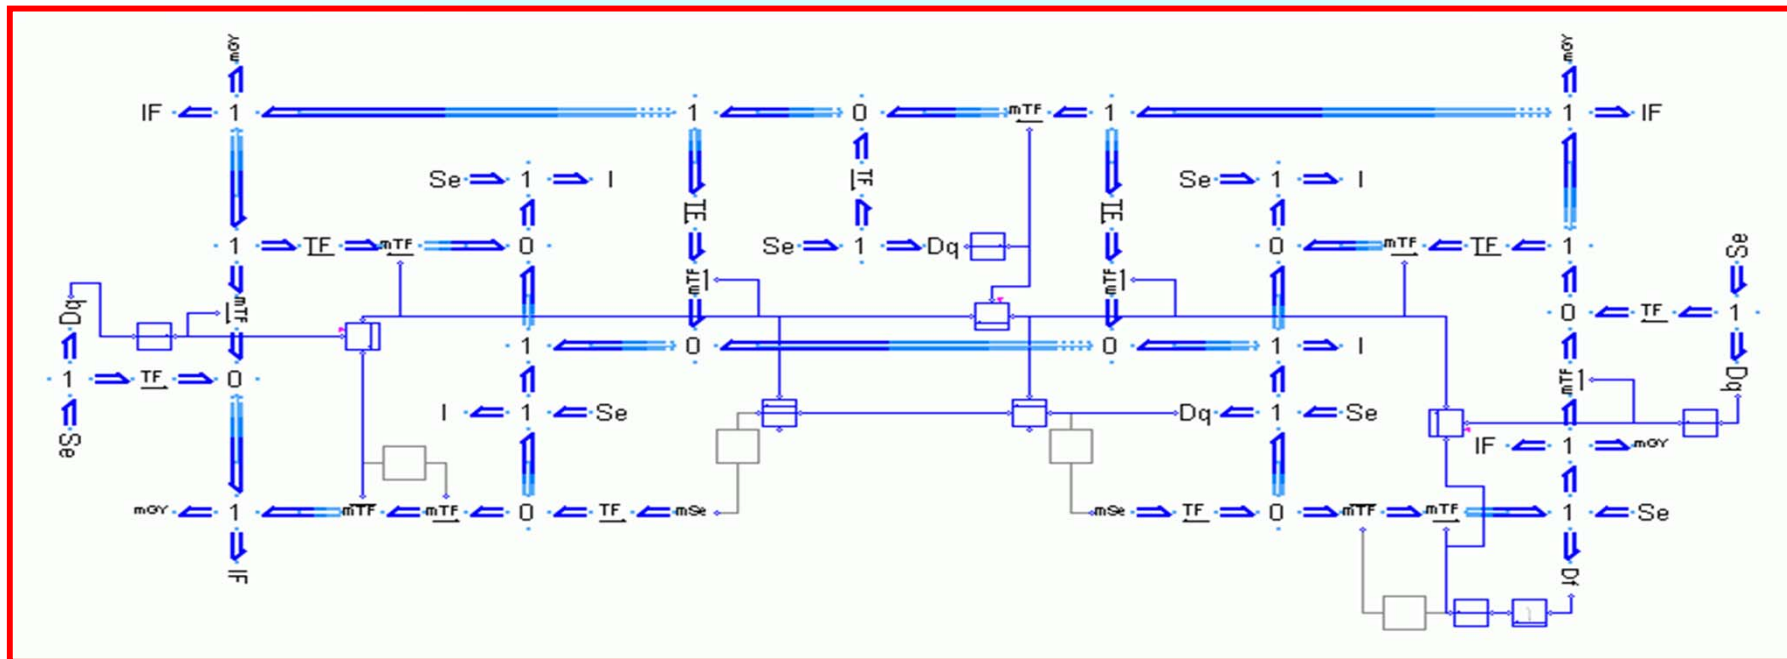 mGY mGY
IF 1 1 0 mTF 1 1 IF
Se 1 I TF Se 1 I
TF TF
1 TF mTF 0 Se 1 Dq 0 mTF TF 1 Se
mTF mTF mTF
Dq 0 TF 1
1 0 0 1 I
1 TF 0 mTF Dq
I 1 Se Dq 1 Se
Se IF 1 mGY
mGY 1 mTF mTF 0 TF mSe mSe TF 0 mTF mTF 1 Se
IF Df